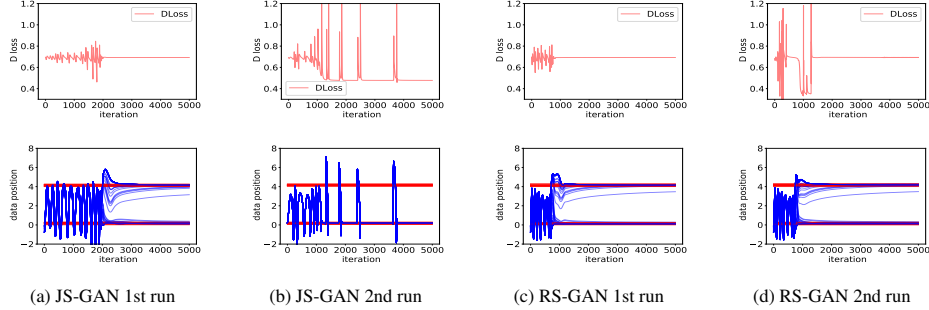 DLoss
DLoss
DLoss
DLoss
1.2
1.0
0.8
0.6
0.4
D loss
0 1000 2000 3000 4000 5000
iteration
1.2
1.0
0.8
0.6
0.4
D loss
0 1000 2000 3000 4000 5000
iteration
1.2
1.0
0.8
0.6
0.4
D loss
0 1000 2000 3000 4000 5000
iteration
1.2
1.0
0.8
0.6
0.4
D loss
0 1000 2000 3000 4000 5000
iteration
8
6
4
2
0
−2
data position
0 1000 2000 3000 4000 5000
iteration
8
6
4
2
0
−2
data position
0 1000 2000 3000 4000 5000
iteration
8
6
4
2
0
−2
data position
0 1000 2000 3000 4000 5000
iteration
8
6
4
2
0
−2
data position
0 1000 2000 3000 4000 5000
iteration
(a) JS-GAN 1st run
(b) JS-GAN 2nd run
(c) RS-GAN 1st run
(d) RS-GAN 2nd run